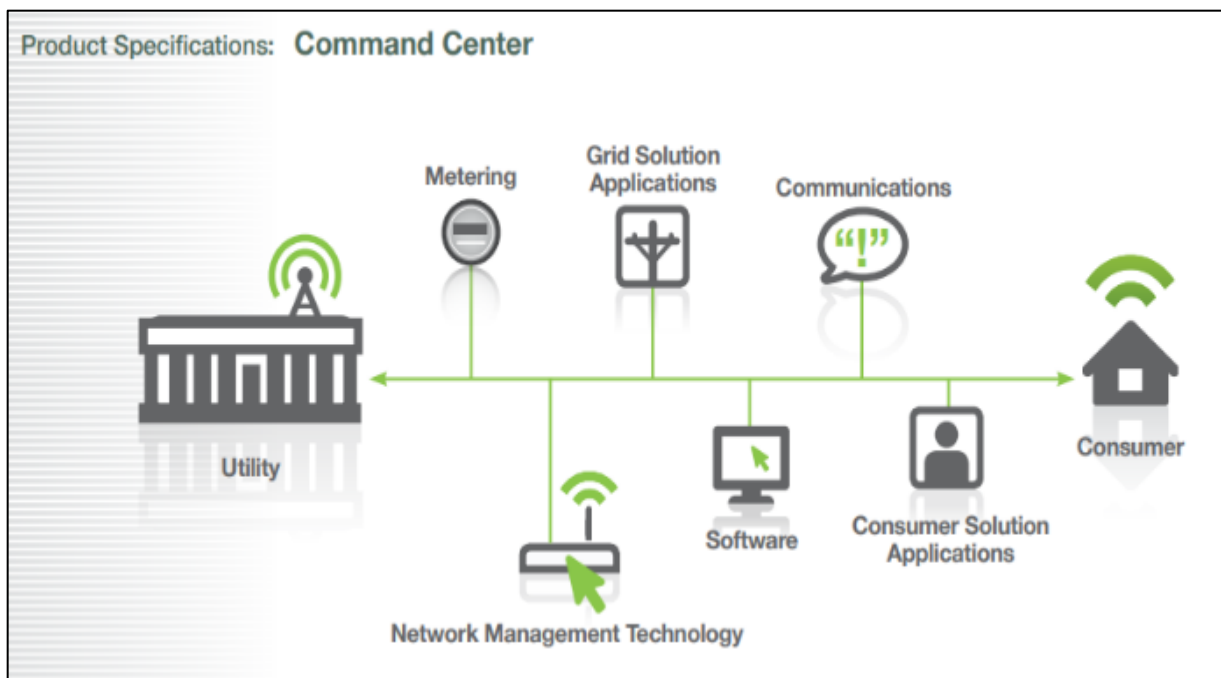 Product Specifications: Command Center
Metering
Grid Solution
Applications
Communications
“!”
Utility
Consumer
Software
Consumer Solution
Applications
Network Management Technology